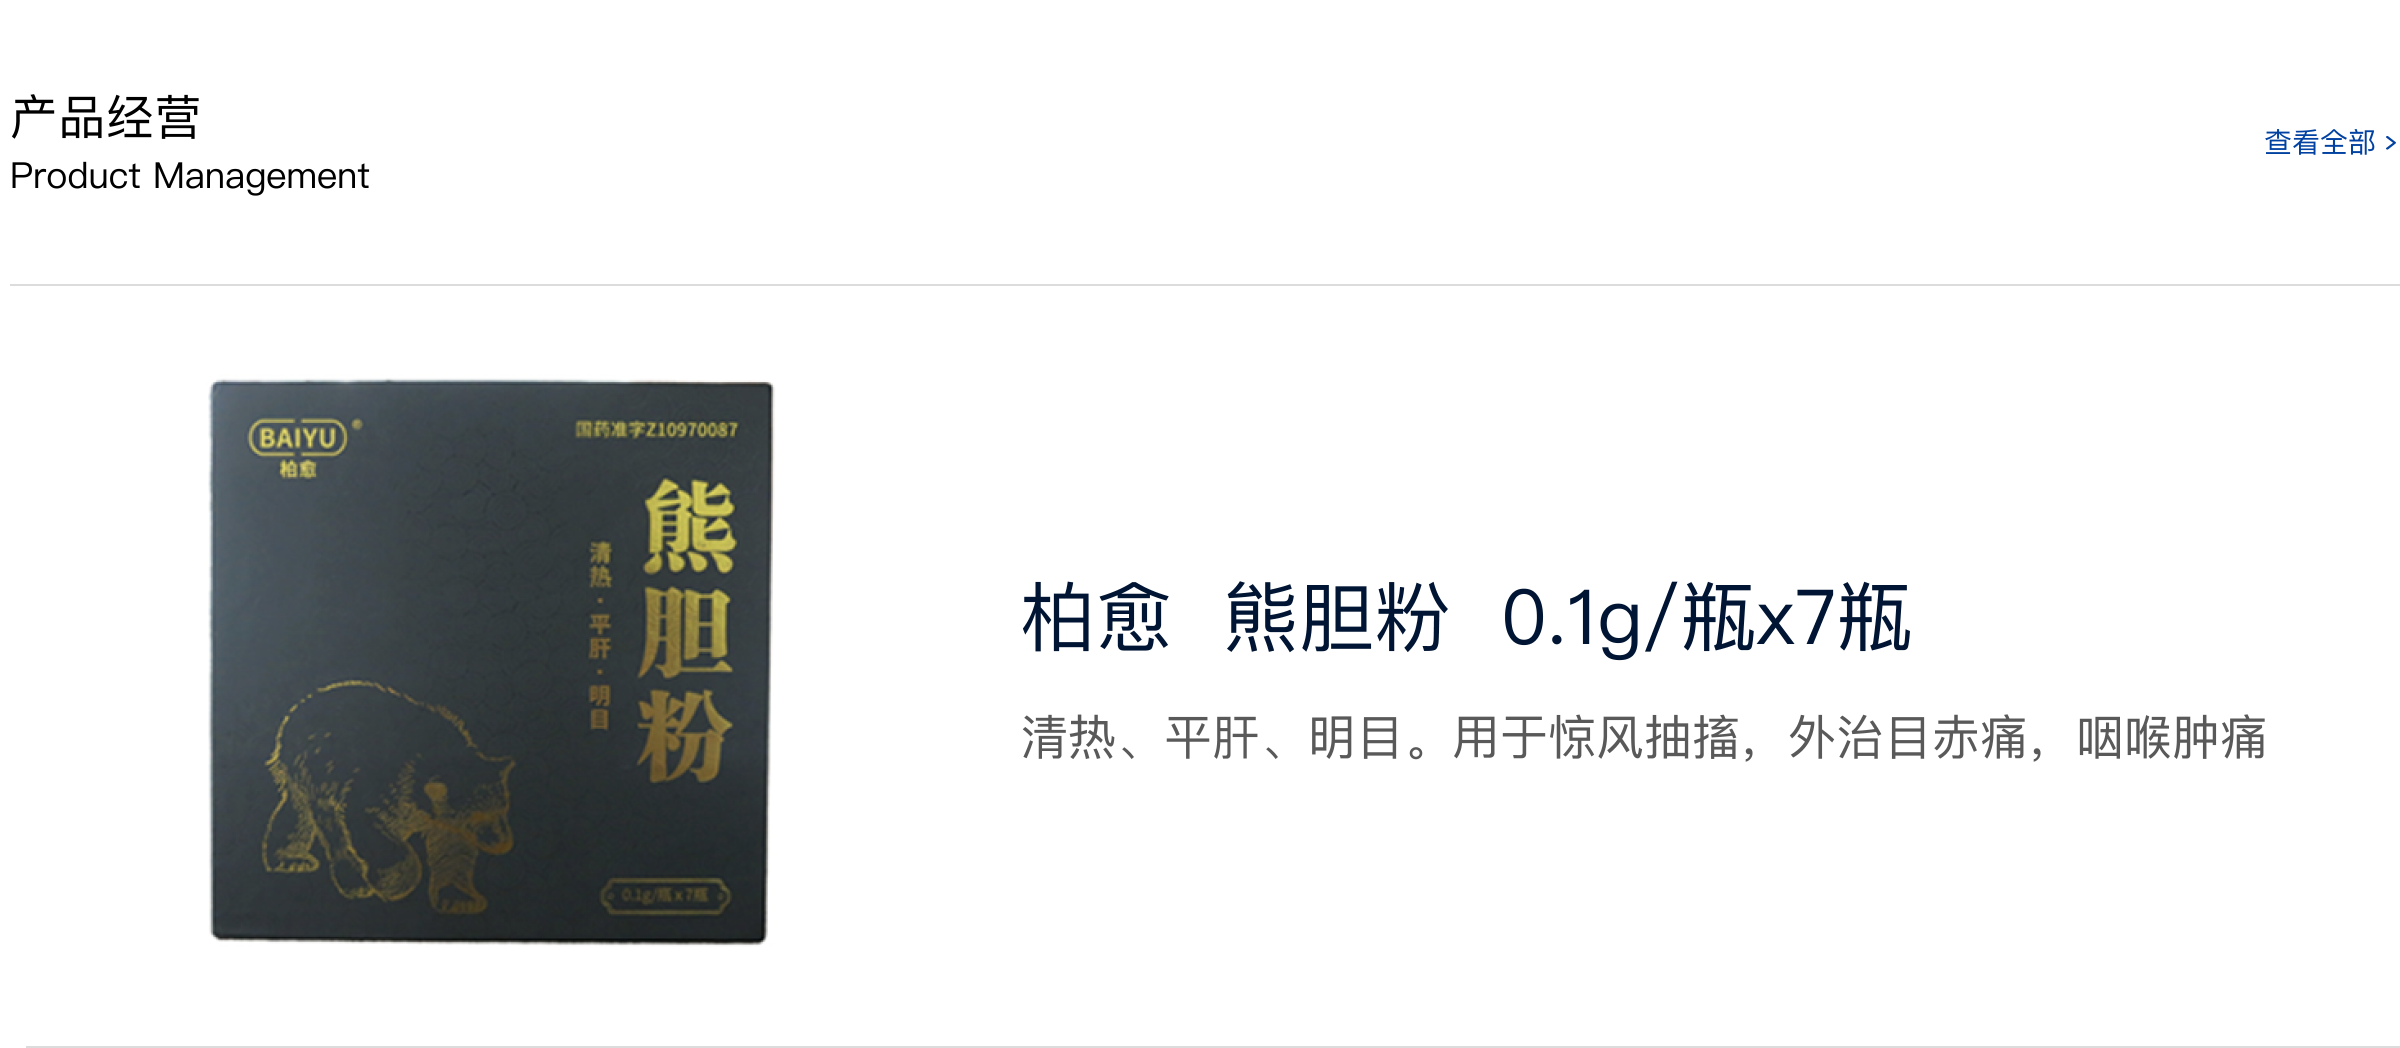 产品经营
Product Management
查看全部 >
BAIYU®
柏愈
国药准字Z10970087
熊胆粉
清热·平肝·明目
0.1g/瓶x7瓶
柏愈 熊胆粉 0.1g/瓶x7瓶
清热、平肝、明目。用于惊风抽搐，外治目赤痛，咽喉肿痛